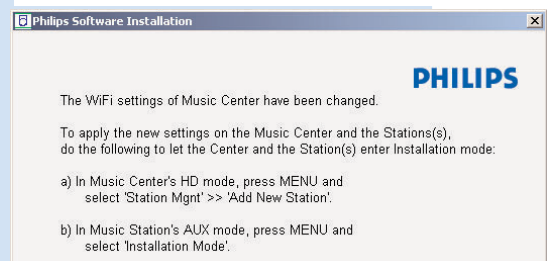 Philips Software Installation
PHILIPS
The WiFi settings of Music Center have been changed.
To apply the new settings on the Music Center and the Stations(s),
do the following to let the Center and the Station(s) enter Installation mode:
a) In Music Center's HD mode, press MENU and
select 'Station Mgnt' >> 'Add New Station'.
b) In Music Station's AUX mode, press MENU and
select 'Installation Mode'.